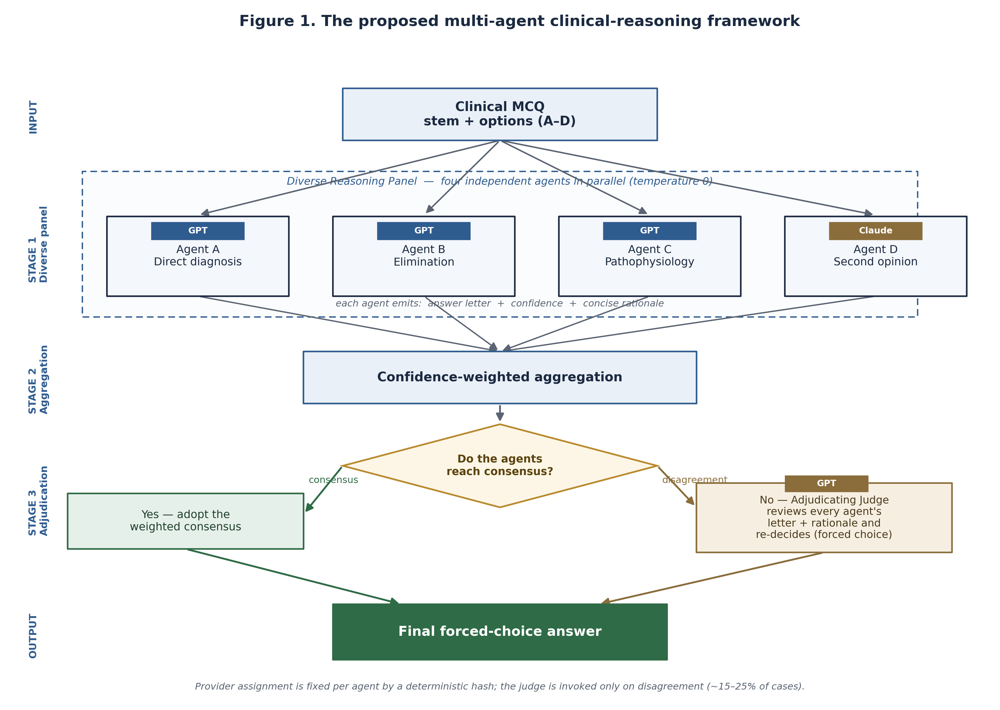 Figure 1. The proposed multi-agent clinical-reasoning framework
INPUT
Clinical MCQ
stem + options (A–D)
Diverse Reasoning Panel — four independent agents in parallel (temperature 0)
STAGE 1
Diverse panel
GPT
Agent A
Direct diagnosis
GPT
Agent B
Elimination
GPT
Agent C
Pathophysiology
Claude
Agent D
Second opinion
each agent emits: answer letter + confidence + concise rationale
STAGE 2
Aggregation
Confidence-weighted aggregation
STAGE 3
Adjudication
Do the agents
reach consensus?
consensus
disagreement
Yes — adopt the
weighted consensus
GPT
No — Adjudicating Judge
reviews every agent's
letter + rationale and
re-decides (forced choice)
OUTPUT
Final forced-choice answer
Provider assignment is fixed per agent by a deterministic hash; the judge is invoked only on disagreement (~15–25% of cases).